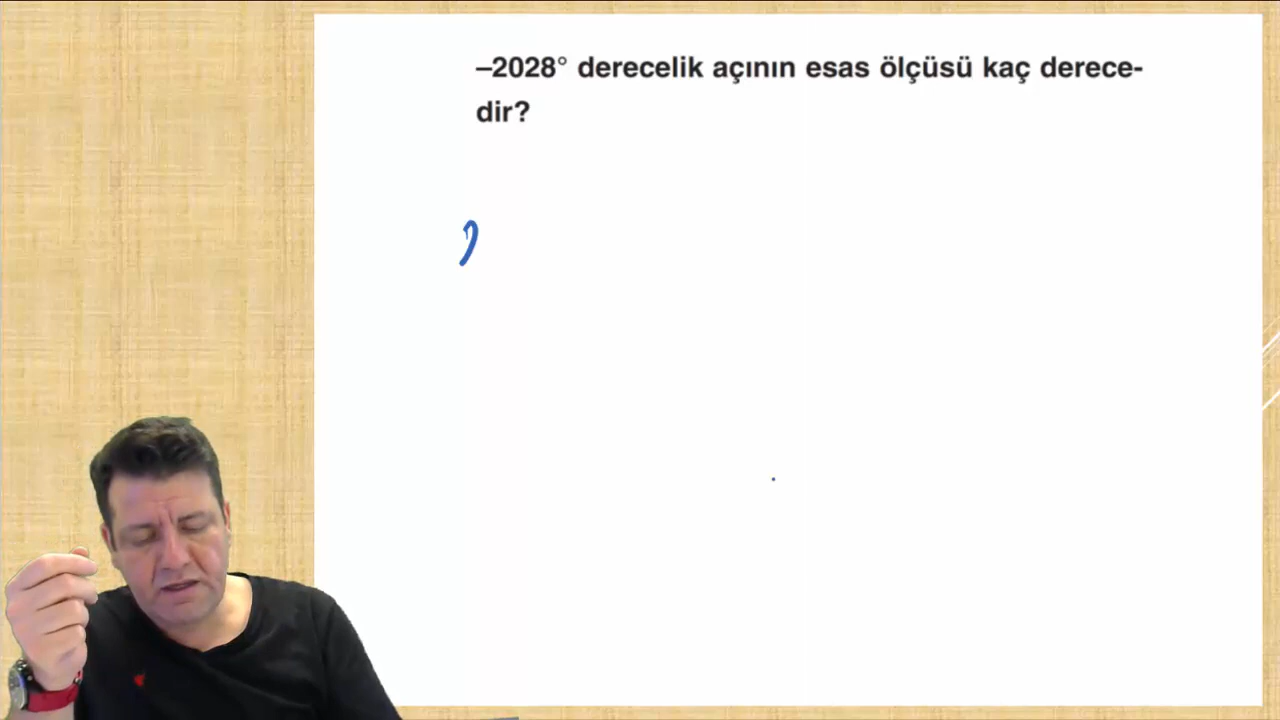 –2028° derecelik açının esas ölçüsü kaç derece-
dir?